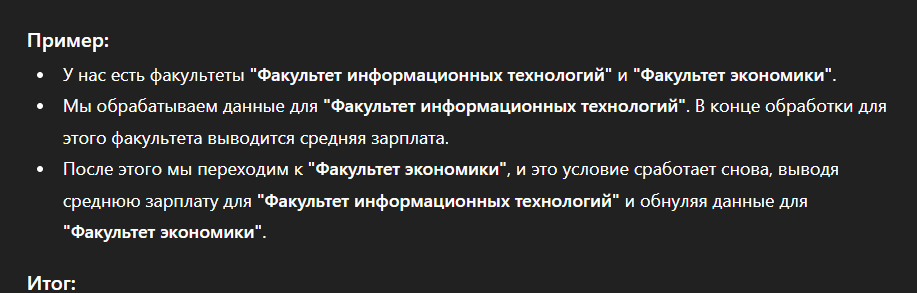 Пример:
• У нас есть факультеты "Факультет информационных технологий" и "Факультет экономики".
• Мы обрабатываем данные для "Факультет информационных технологий". В конце обработки для
этого факультета выводится средняя зарплата.
• После этого мы переходим к "Факультет экономики", и это условие сработает снова, выводя
среднюю зарплату для "Факультет информационных технологий" и обнуляя данные для
"Факультет экономики".
Итог: